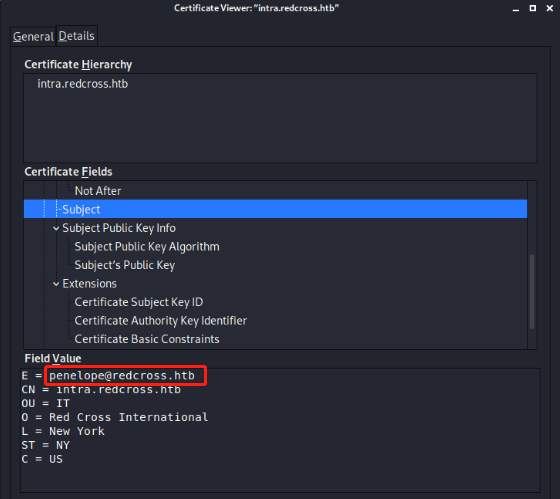 Certificate Viewer: “intra.redcross.htb”
General Details
Certificate Hierarchy
intra.redcross.htb
Certificate Fields
Not After
Subject
Subject Public Key Info
Subject Public Key Algorithm
Subject's Public Key
Extensions
Certificate Subject Key ID
Certificate Authority Key Identifier
Certificate Basic Constraints
Field Value
E = penelope@redcross.htb
CN = intra.redcross.htb
OU = IT
O = Red Cross International
L = New York
ST = NY
C = US